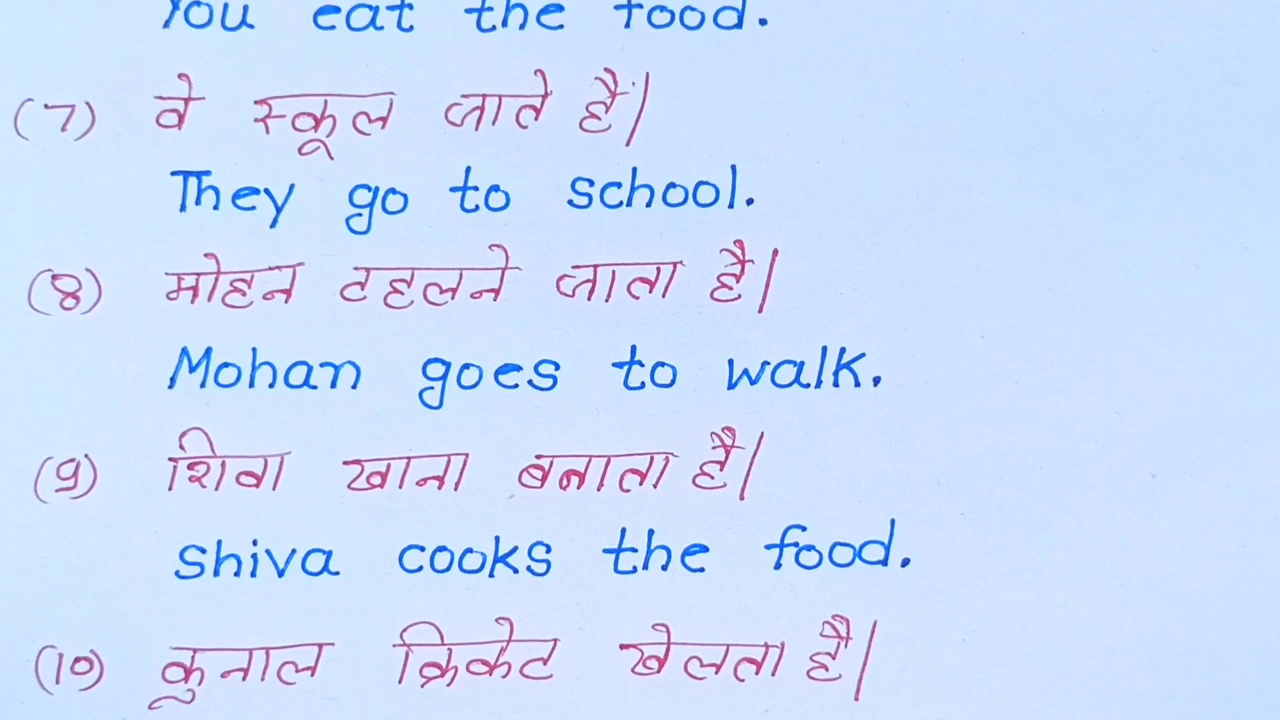 You eat the food.
(7) वे स्कूल जाते हैं।
They go to school.
(8) मोहन टहलने जाता है।
Mohan goes to walk.
(9) शिवा खाना बनाता है।
Shiva cooks the food.
(10) कुनाल क्रिकेट खेलता है।